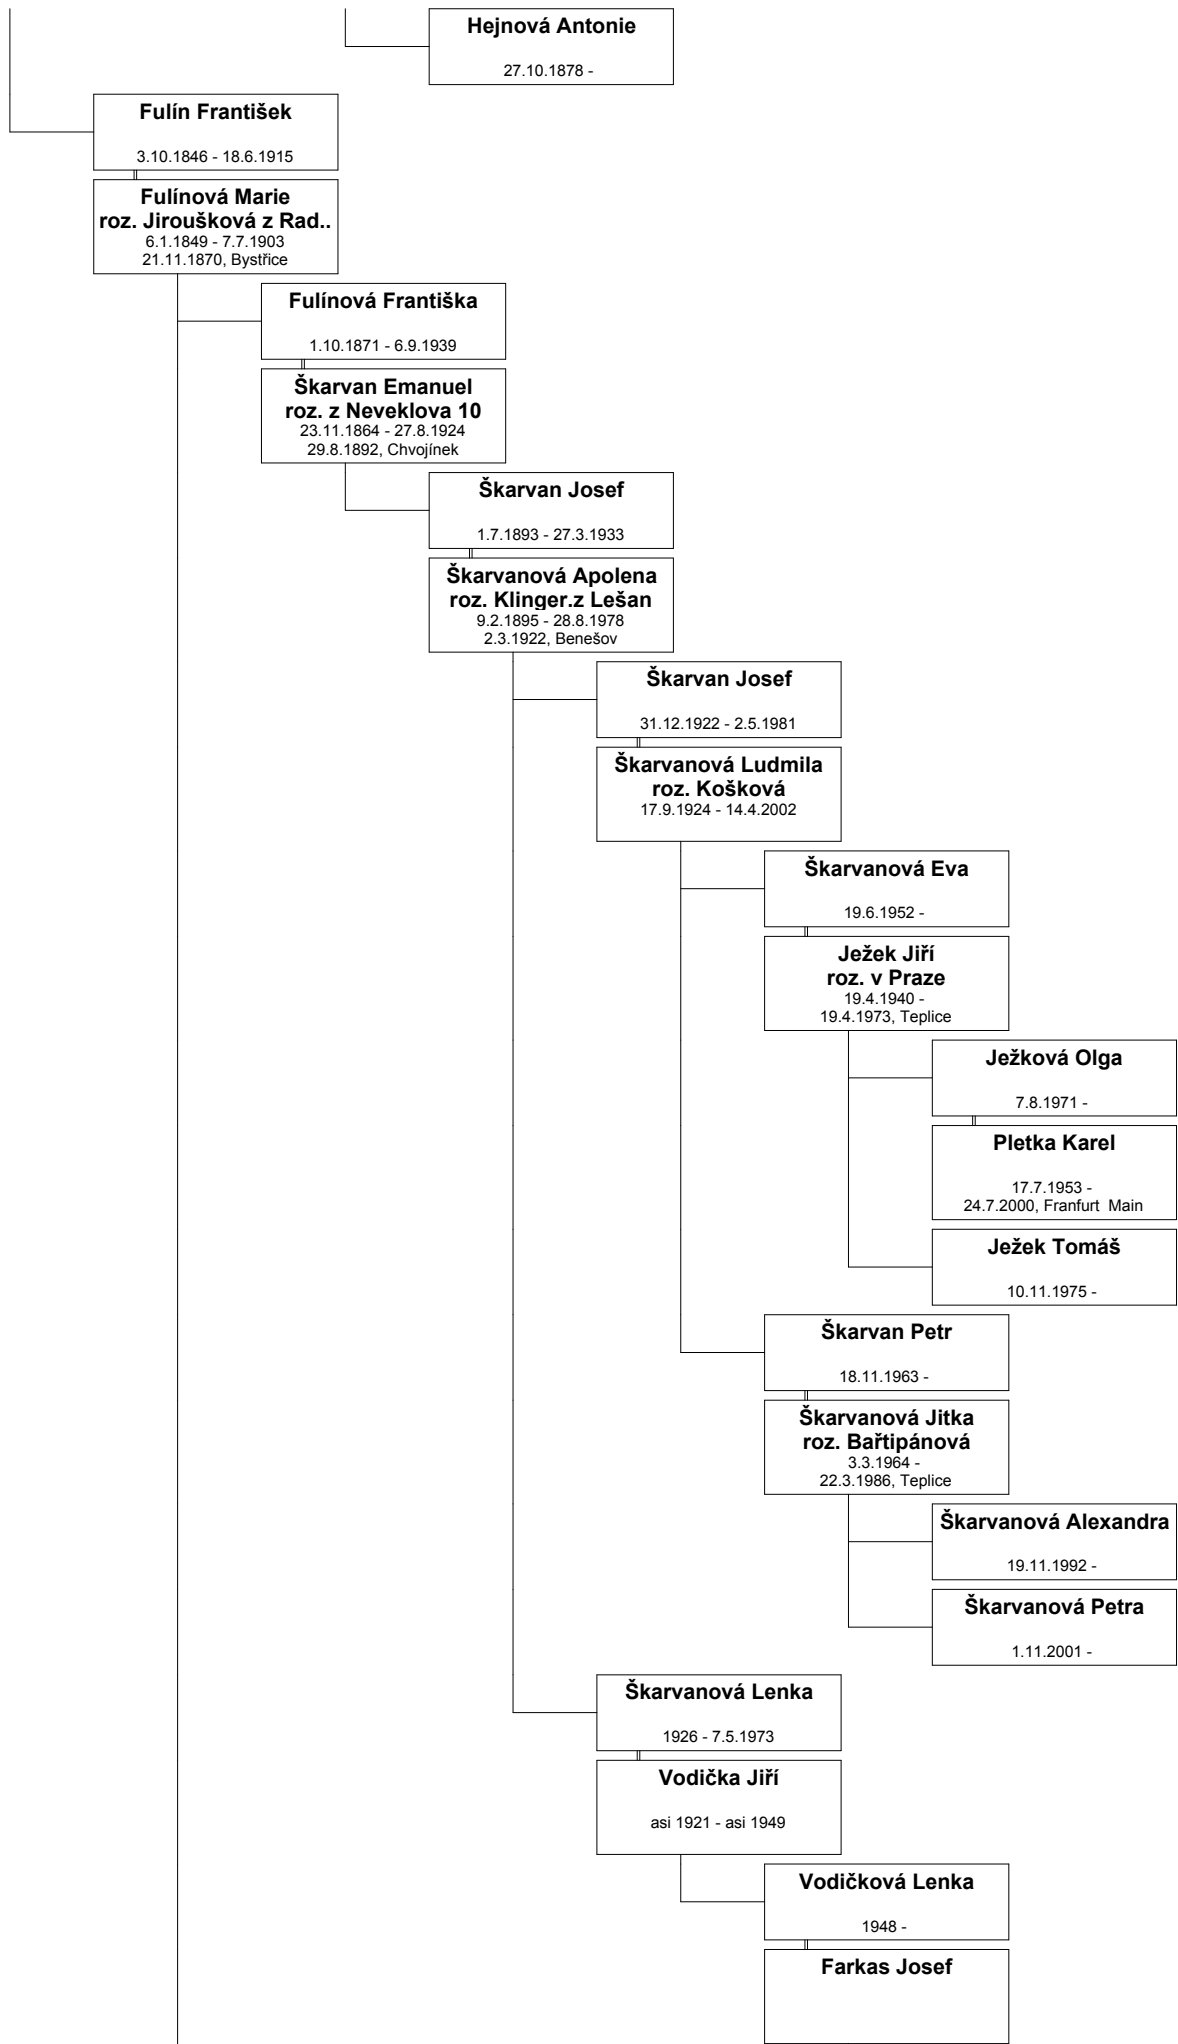 Hejnová Antonie
27.10.1878 -
Fulín František
3.10.1846 - 18.6.1915
Fulínová Marie
roz. Jiroušková z Rad..
6.1.1849 - 7.7.1903
21.11.1870, Bystřice
Fulínová Františka
1.10.1871 - 6.9.1939
Škarvan Emanuel
roz. z Neveklova 10
23.11.1864 - 27.8.1924
29.8.1892, Chvojínek
Škarvan Josef
1.7.1893 - 27.3.1933
Škarvanová Apolena
roz. Klinger.z Lešan
9.2.1895 - 28.8.1978
2.3.1922, Benešov
Škarvan Josef
31.12.1922 - 2.5.1981
Škarvanová Ludmila
roz. Košková
17.9.1924 - 14.4.2002
Škarvanová Eva
19.6.1952 -
Ježek Jiří
roz. v Praze
19.4.1940 -
19.4.1973, Teplice
Ježková Olga
7.8.1971 -
Pletka Karel
17.7.1953 -
24.7.2000, Franfurt  Main
Ježek Tomáš
10.11.1975 -
Škarvan Petr
18.11.1963 -
Škarvanová Jitka
roz. Bařtipánová
3.3.1964 -
22.3.1986, Teplice
Škarvanová Alexandra
19.11.1992 -
Škarvanová Petra
1.11.2001 -
Škarvanová Lenka
1926 - 7.5.1973
Vodička Jiří
asi 1921 - asi 1949
Vodičková Lenka
1948 -
Farkas Josef